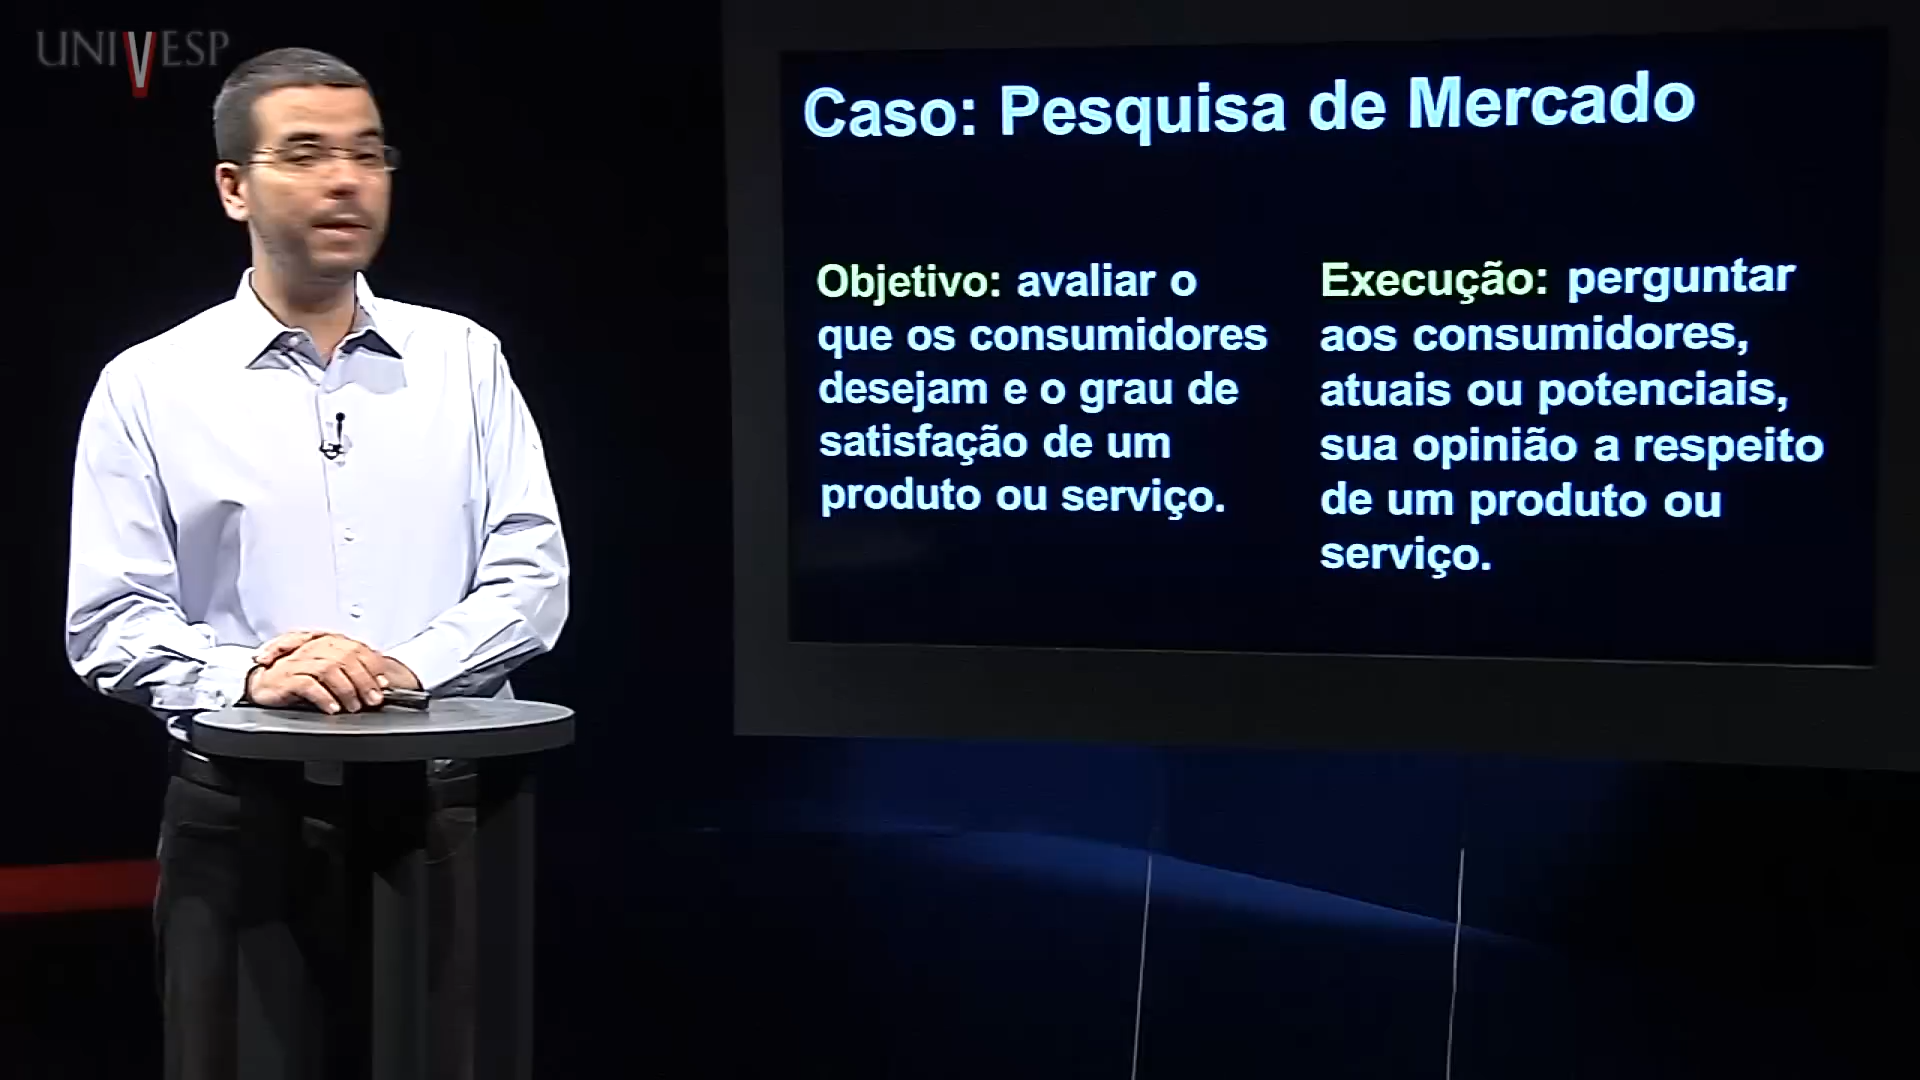 UNIVESP
Caso: Pesquisa de Mercado
Objetivo: avaliar o
que os consumidores
desejam e o grau de
satisfação de um
produto ou serviço.
Execução: perguntar
aos consumidores,
atuais ou potenciais,
sua opinião a respeito
de um produto ou
serviço.